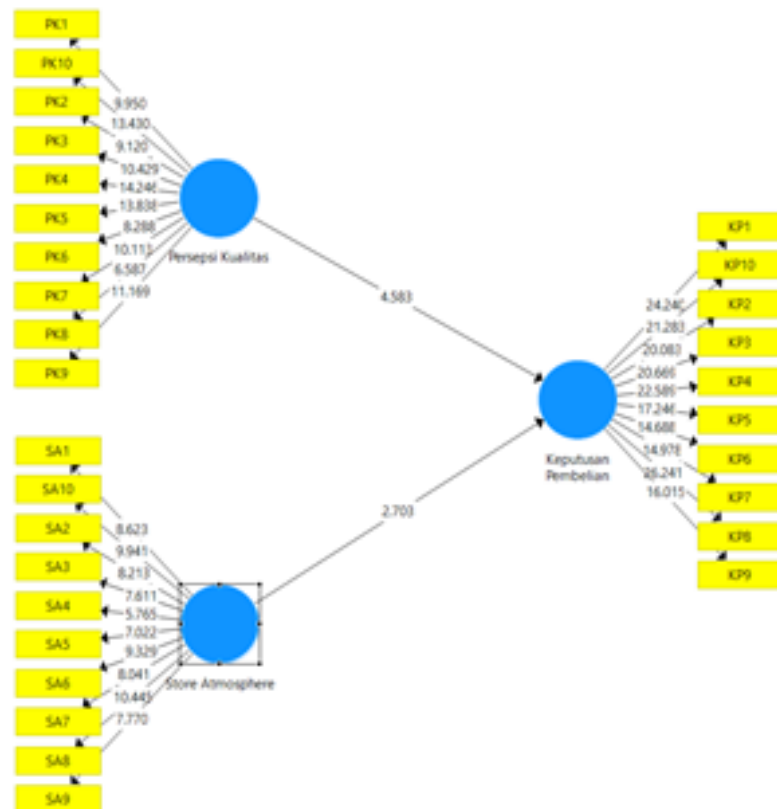 PK1
PK10
PK2
PK3
PK4
PK5
PK6
PK7
PK8
PK9
9.950
13.430
9.120
10.429
14.246
13.838
8.288
10.113
6.587
11.169
Persepsi Kualitas
4.583
SA1
SA10
SA2
SA3
SA4
SA5
SA6
SA7
SA8
SA9
8.623
9.941
8.213
7.611
5.765
7.022
9.329
8.041
10.445
7.770
Store Atmosphere
2.703
Keputusan
Pembelian
24.240
21.283
20.083
20.669
22.589
17.246
14.688
14.978
26.241
16.015
KP1
KP10
KP2
KP3
KP4
KP5
KP6
KP7
KP8
KP9